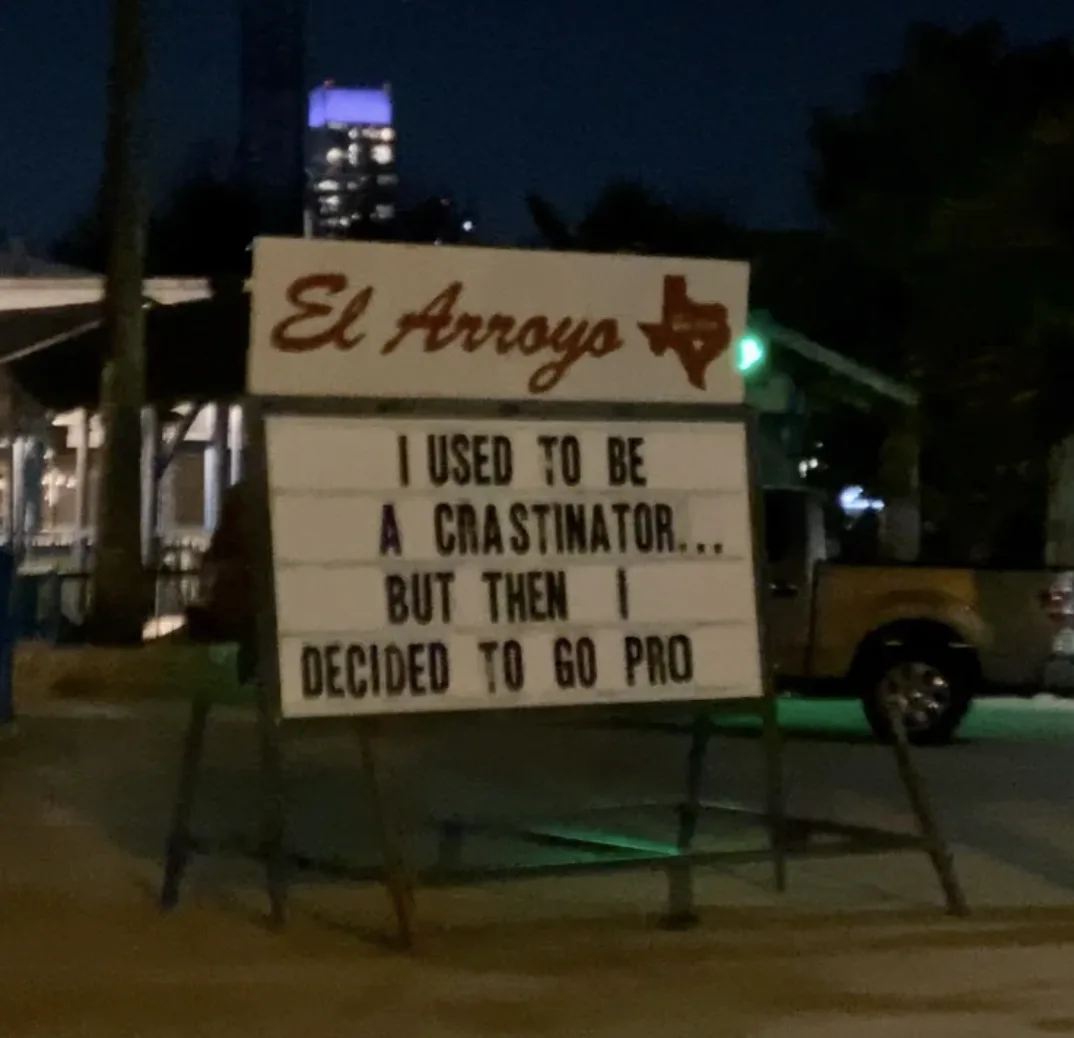 El Arroyo
I USED TO BE
A CRASTINATOR...
BUT THEN I
DECIDED TO GO PRO